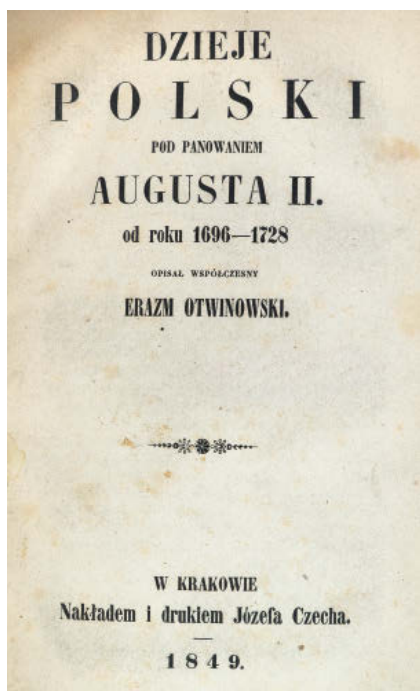 DZIEJE
POLSKI
POD PANOWANIEM
AUGUSTA II.
od roku 1696—1728
OPISAŁ WSPÓŁCZESNY
ERAZM OTWINOWSKI.
W KRAKOWIE
Nakładem i drukiem Józefa Czecha.
1849.